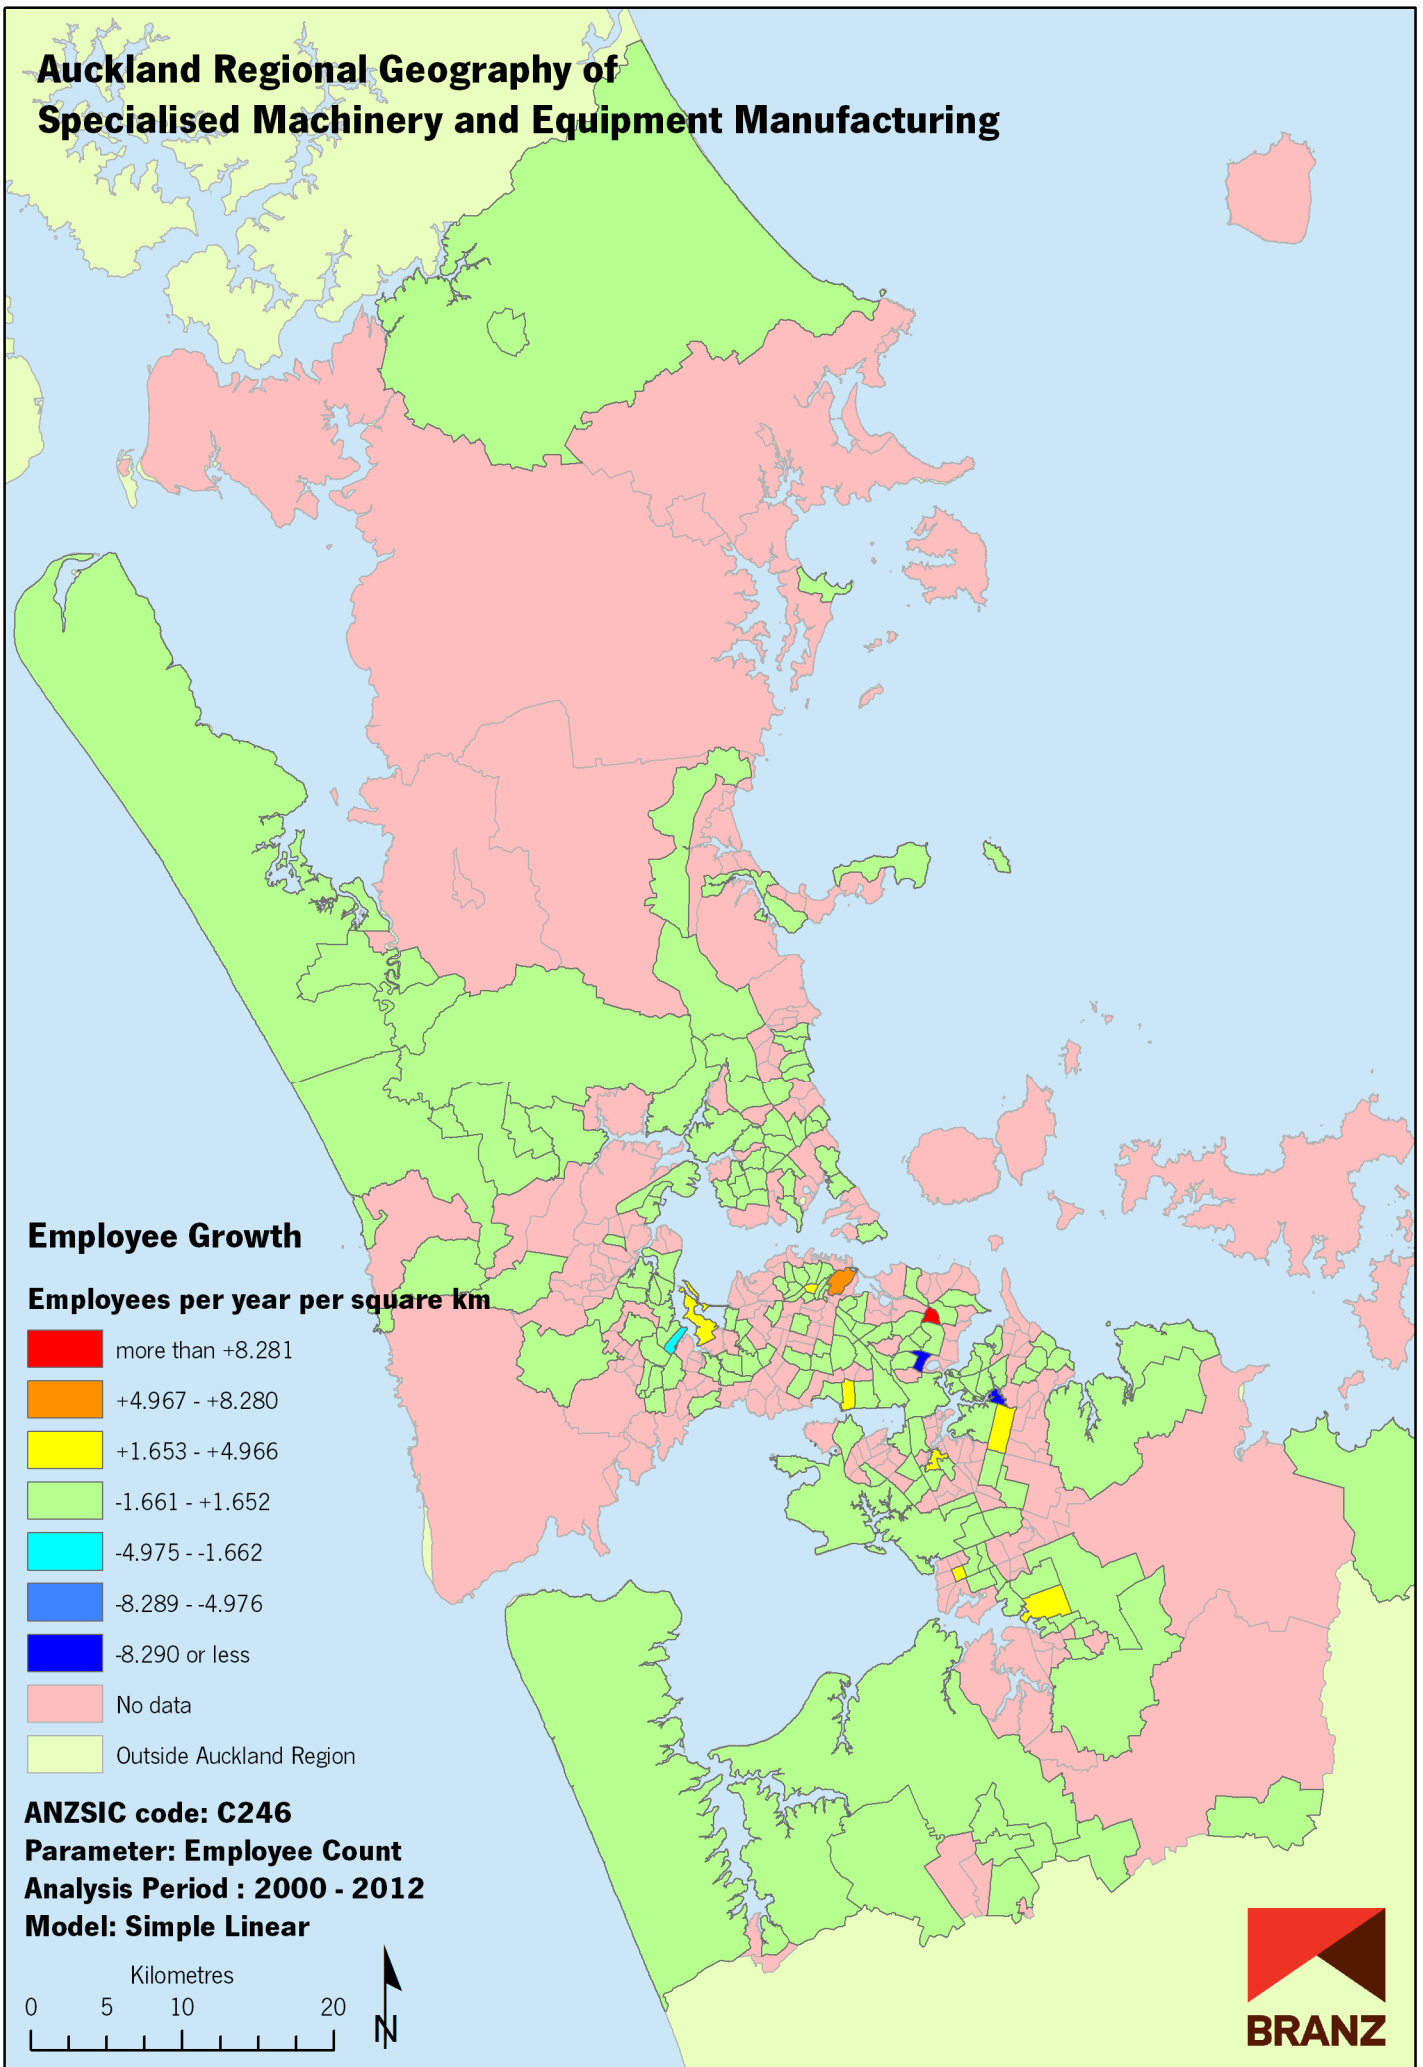 Auckland Regional Geography of
Specialised Machinery and Equipment Manufacturing
Employee Growth
Employees per year per square km
more than +8.281
+4.967 - +8.280
+1.653 - +4.966
-1.661 - +1.652
-4.975 - -1.662
-8.289 - -4.976
-8.290 or less
No data
Outside Auckland Region
ANZSIC code: C246
Parameter: Employee Count
Analysis Period : 2000 - 2012
Model: Simple Linear
Kilometres
0 5 10 20
N
BRANZ